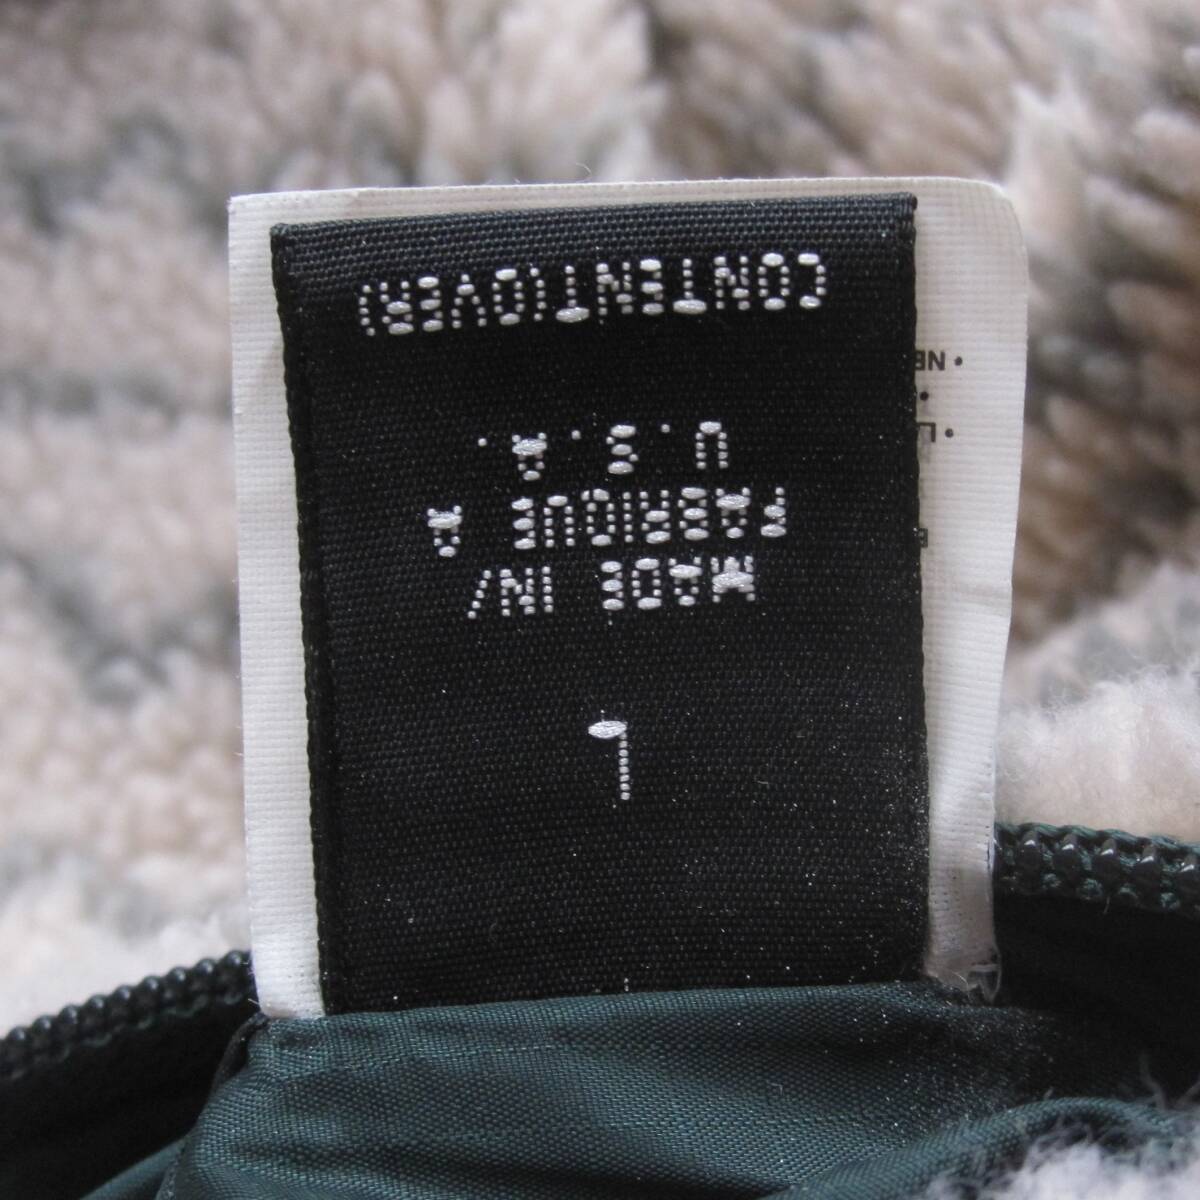 L
MADE IN/
FABRIQUE A
U.S.A.
CONTENT(OVER)